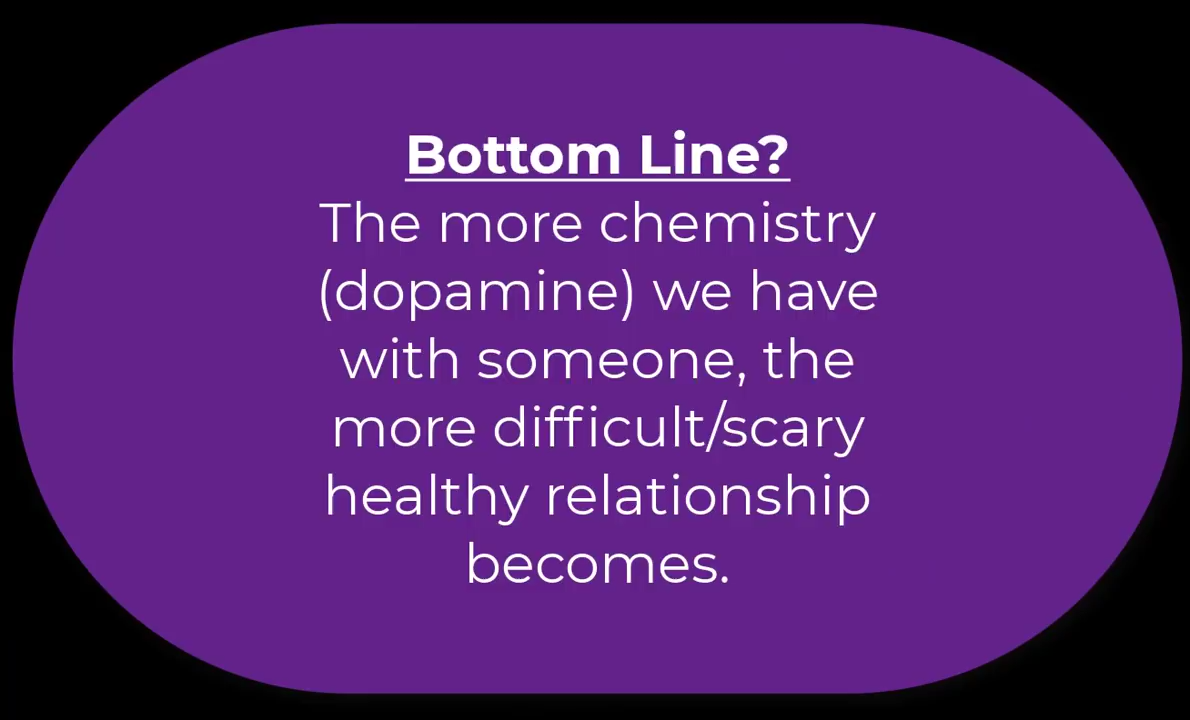 Bottom Line?
The more chemistry
(dopamine) we have
with someone, the
more difficult/scary
healthy relationship
becomes.